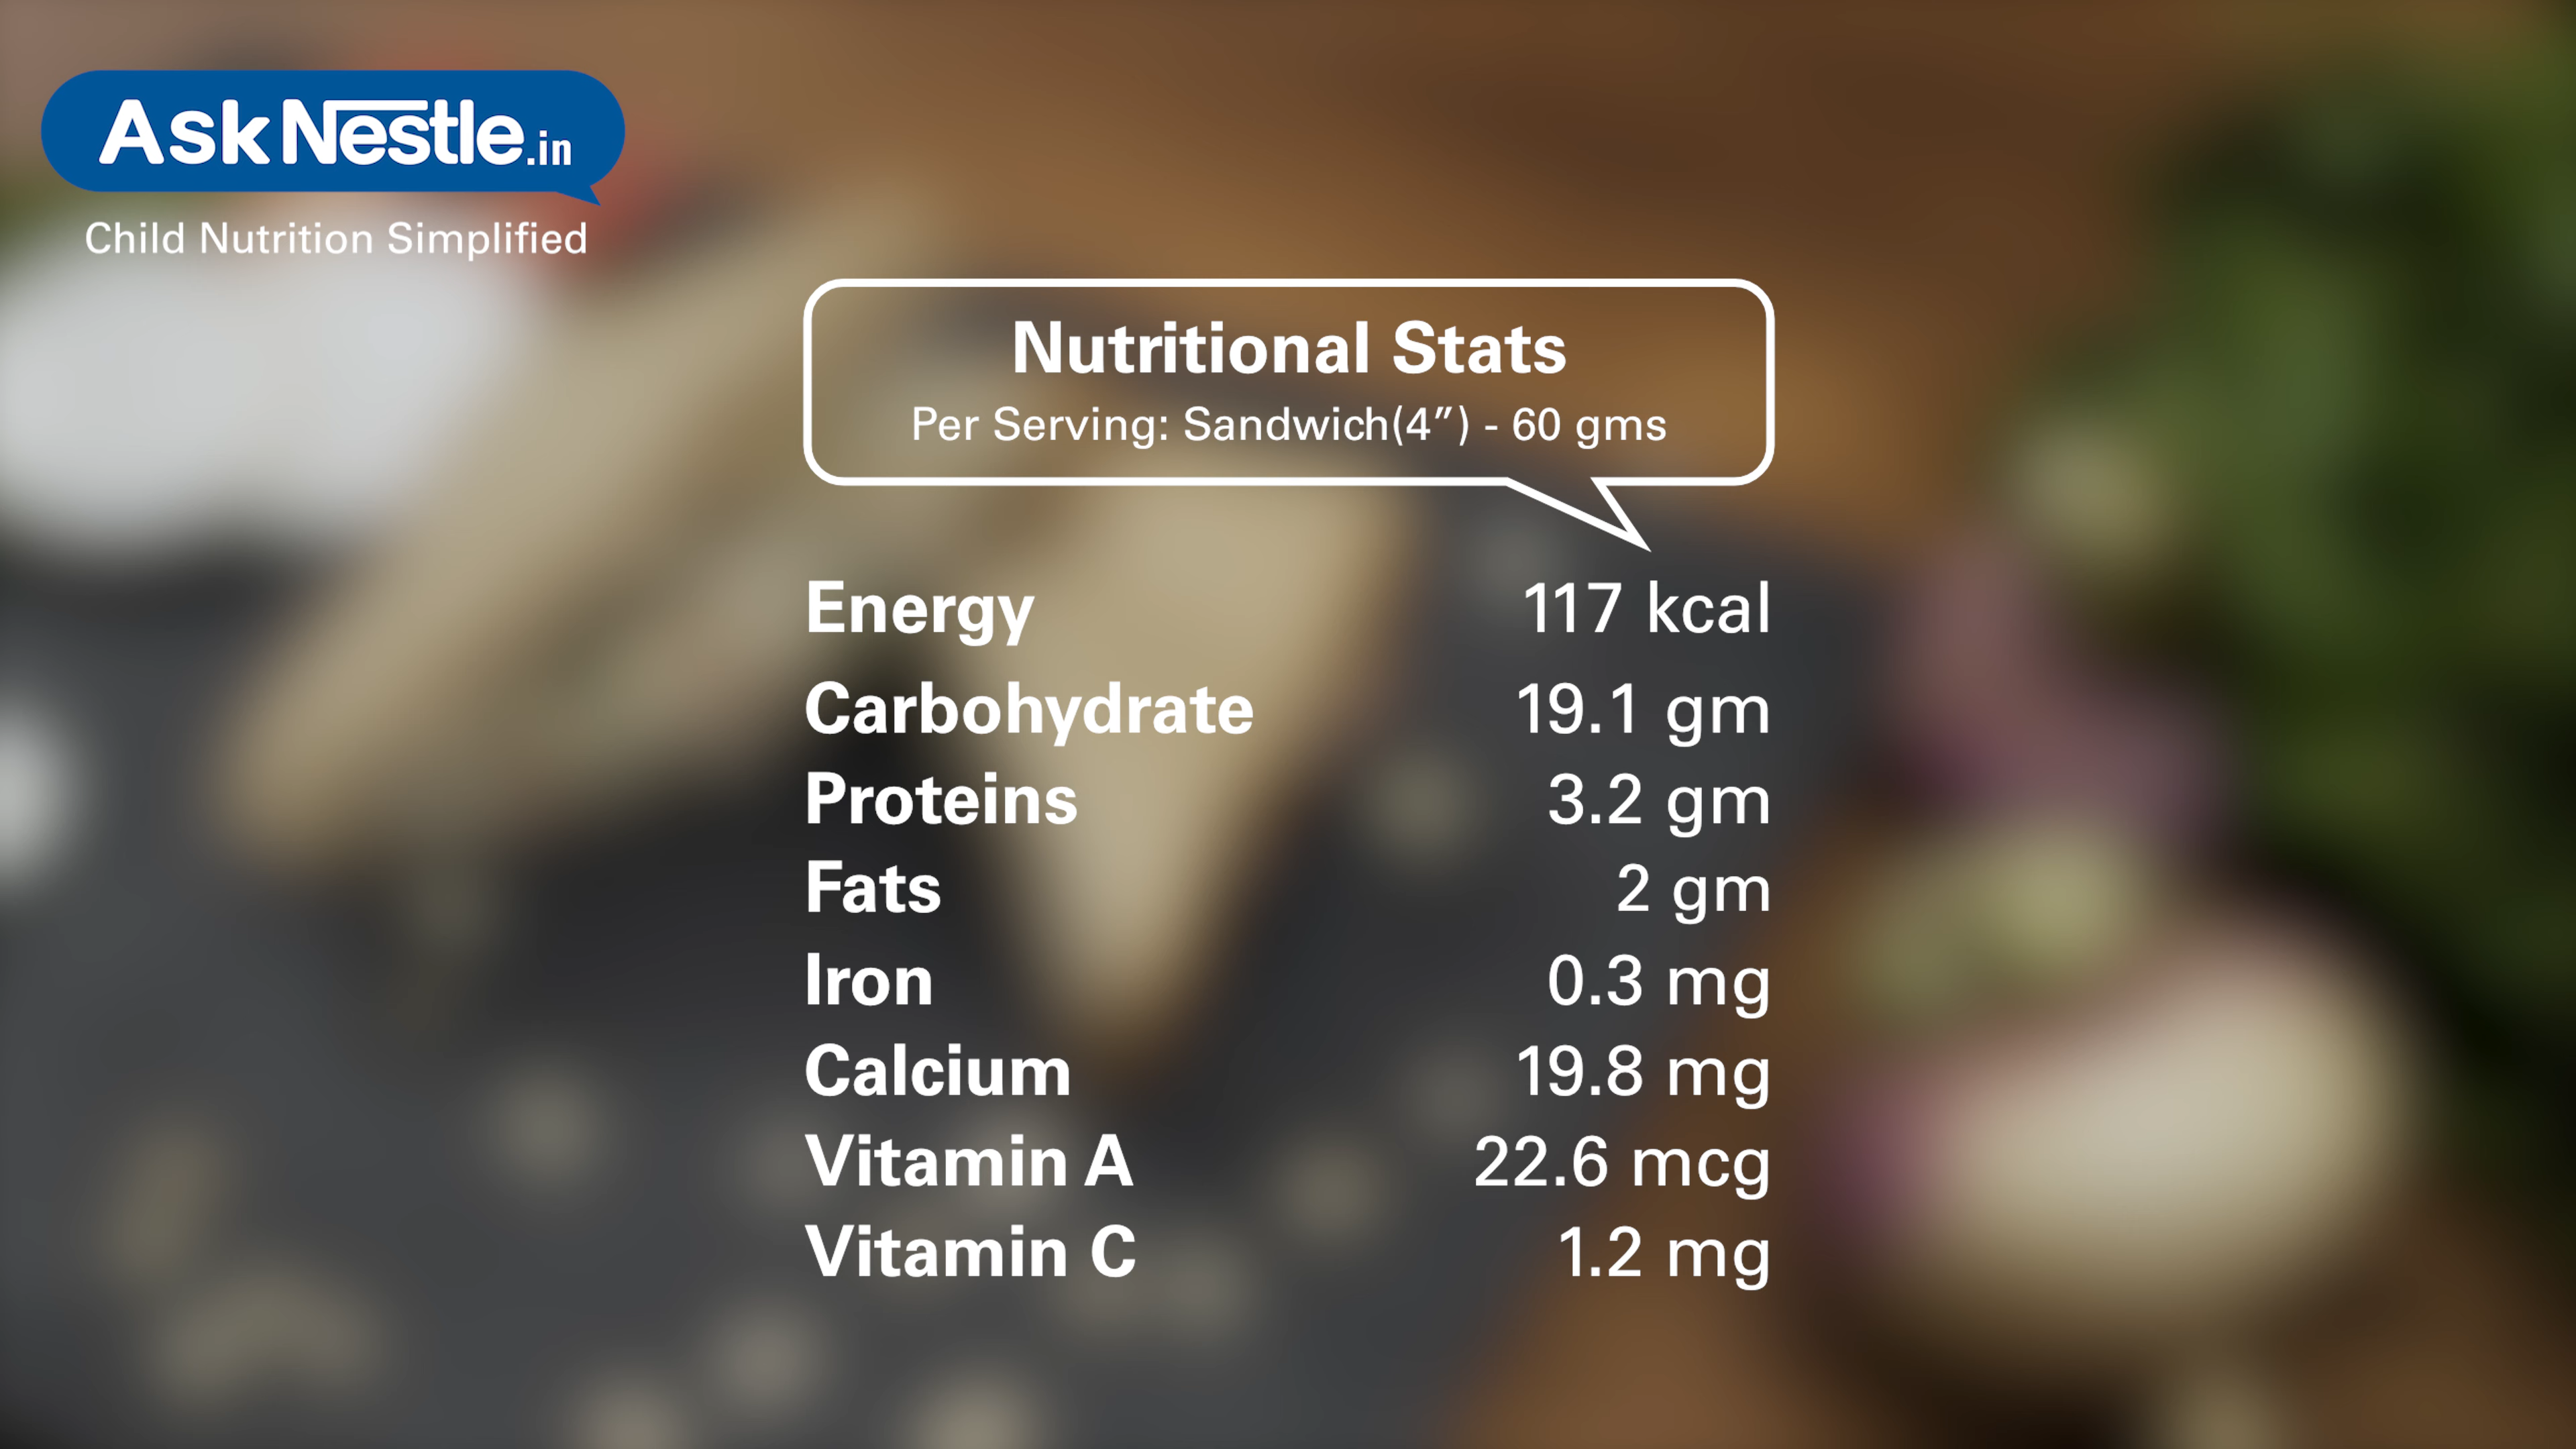 AskNestle.in
Child Nutrition Simplified
Nutritional Stats
Per Serving: Sandwich(4″) - 60 gms
Energy 117 kcal
Carbohydrate 19.1 gm
Proteins 3.2 gm
Fats 2 gm
Iron 0.3 mg
Calcium 19.8 mg
Vitamin A 22.6 mcg
Vitamin C 1.2 mg